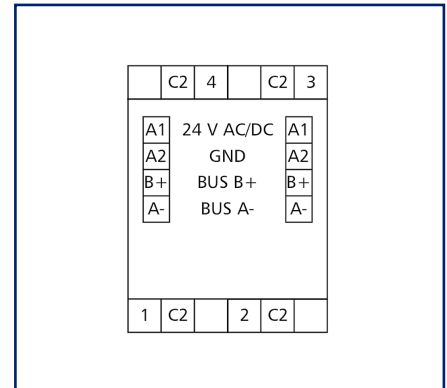 C2 4 C2 3
A1 24 V AC/DC A1
A2 GND A2
B+ BUS B+ B+
A- BUS A- A-
1 C2 2 C2